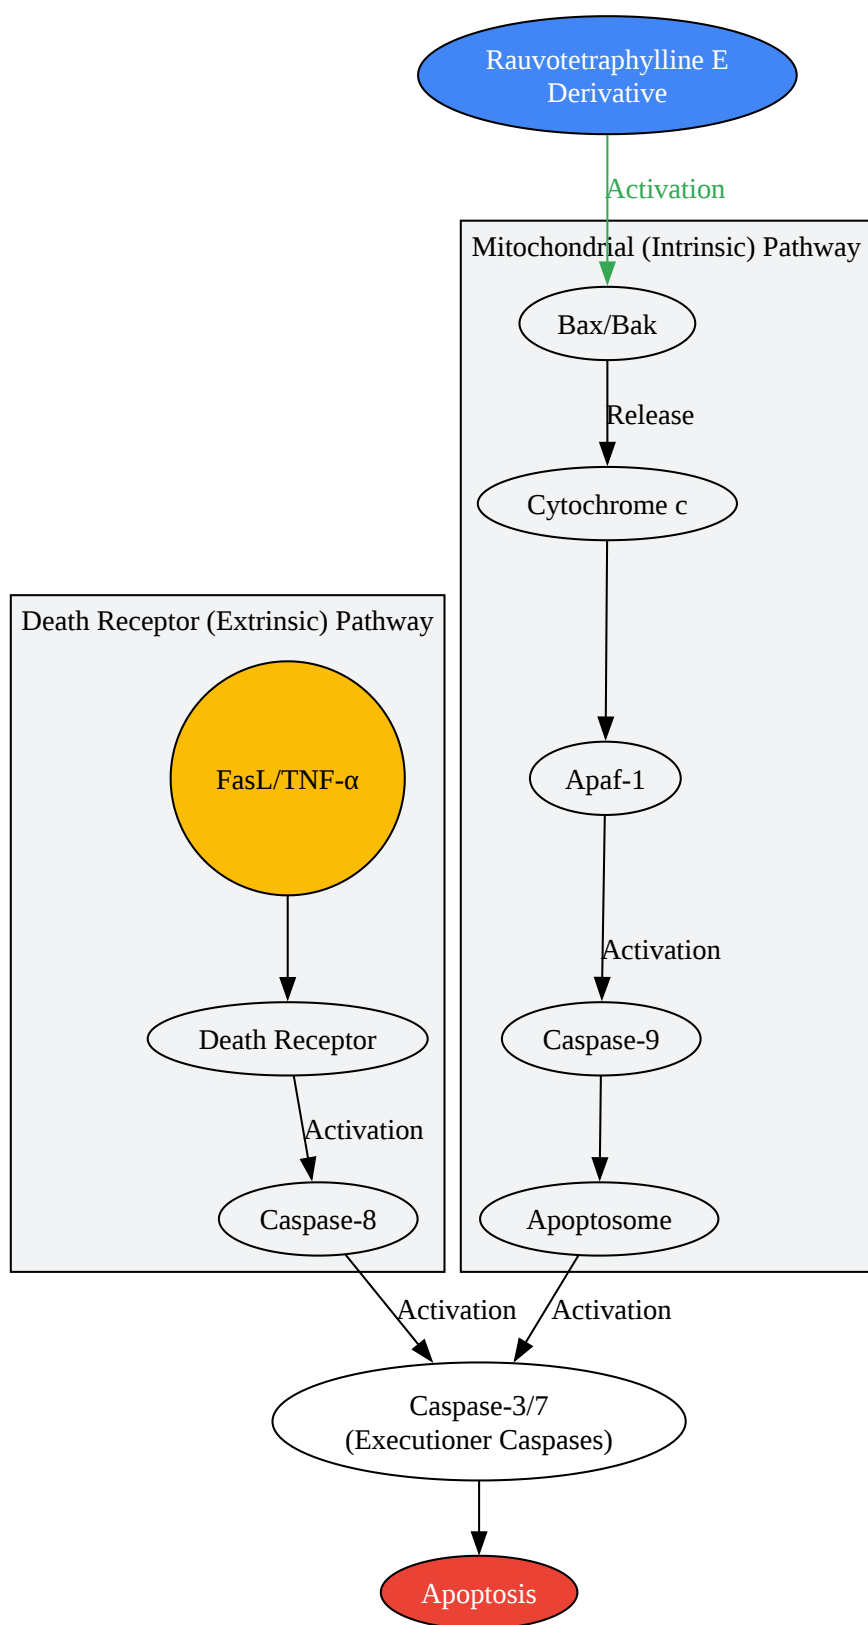 Rauvotetraphylline E
Derivative
Activation
Mitochondrial (Intrinsic) Pathway
Bax/Bak
Release
Cytochrome c
Death Receptor (Extrinsic) Pathway
FasL/TNF-α
Apaf-1
Activation
Death Receptor
Caspase-9
Activation
Caspase-8
Apoptosome
Activation
Activation
Caspase-3/7
(Executioner Caspases)
Apoptosis